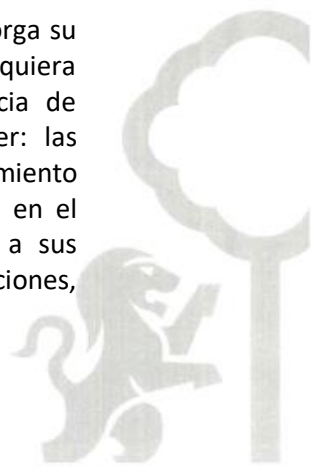 orga su
quiera
cia de
er: las
miento
en el
a sus
ciones,